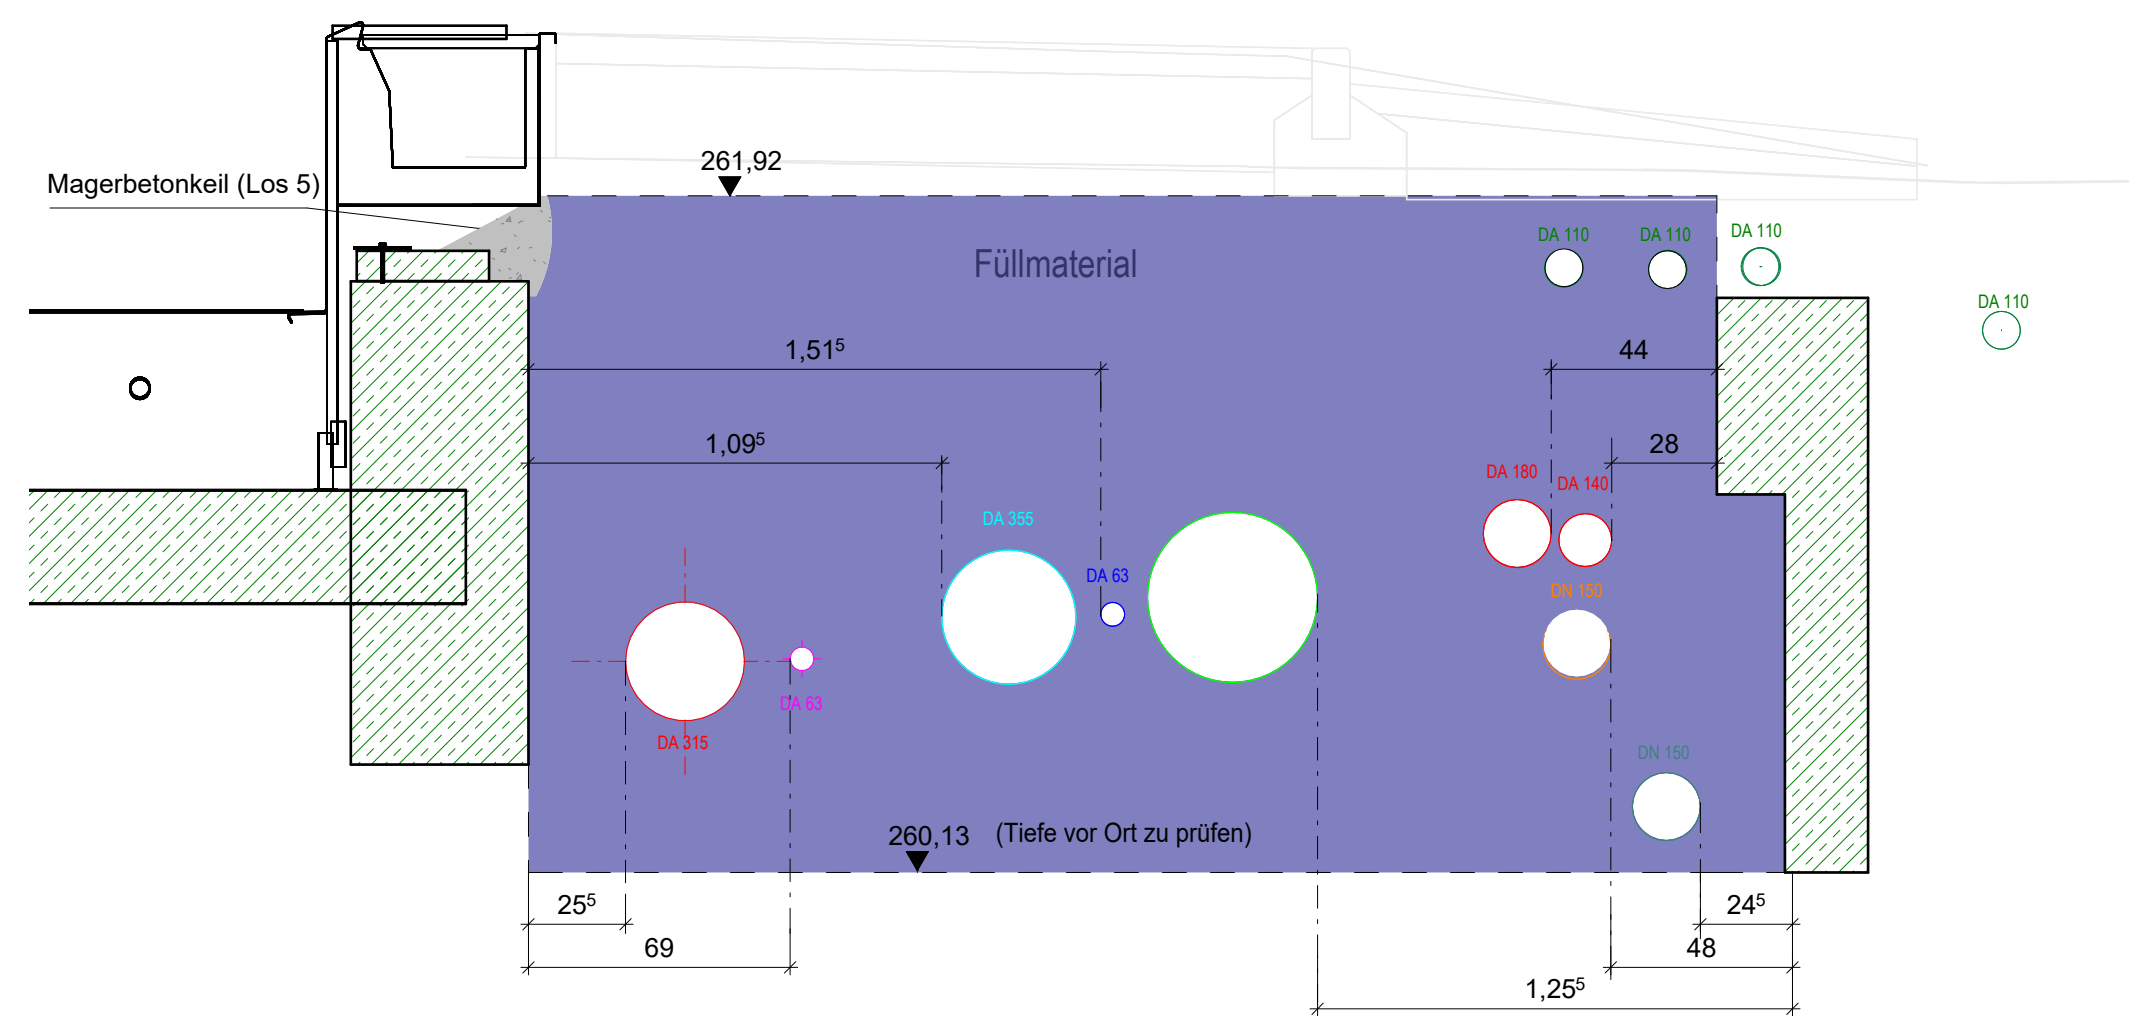 261,92
Magerbetonkeil (Los 5)
Füllmaterial
DA 110
DA 110
DA 110
DA 110
1,51⁵
44
1,09⁵
28
DA 180
DA 140
DA 355
DA 63
DN 150
DA 63
DA 315
DN 150
260,13 (Tiefe vor Ort zu prüfen)
25⁵
24⁵
69
48
1,25⁵